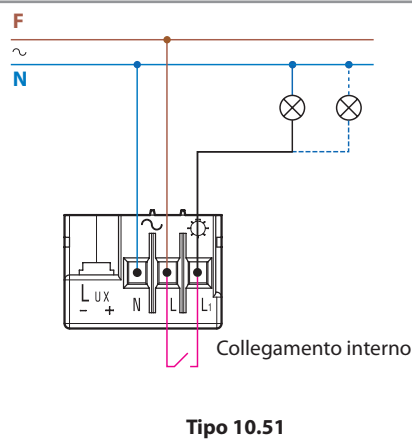 F
~
N
~
LUX
- +
N L L1
Collegamento interno
Tipo 10.51